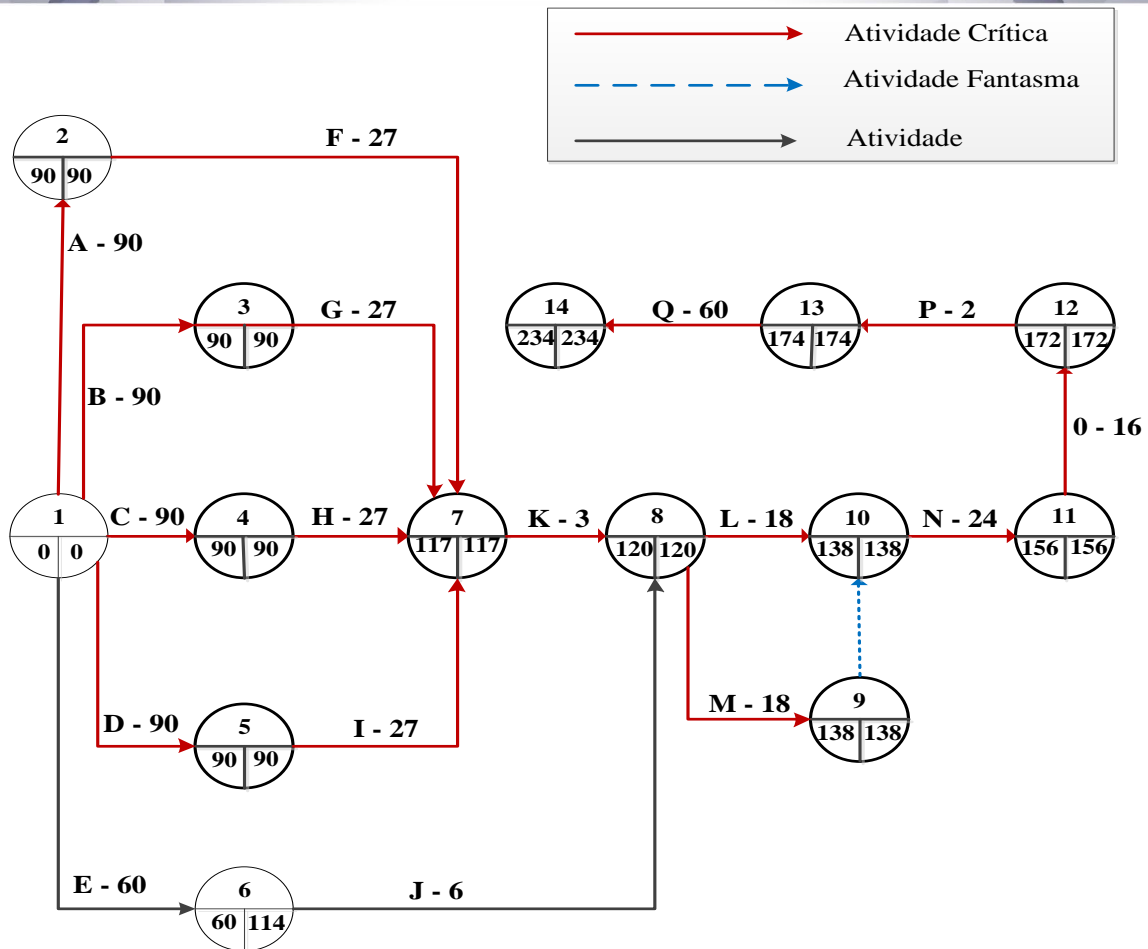 Atividade Crítica
Atividade Fantasma
Atividade
2
90 90
F - 27
A - 90
3
90 90
G - 27
B - 90
14
234 234
Q - 60
13
174 174
P - 2
12
172 172
0 - 16
1
0 0
C - 90
4
90 90
H - 27
7
117 117
K - 3
8
120 120
L - 18
10
138 138
N - 24
11
156 156
D - 90
5
90 90
I - 27
M - 18
9
138 138
E - 60
6
60 114
J - 6